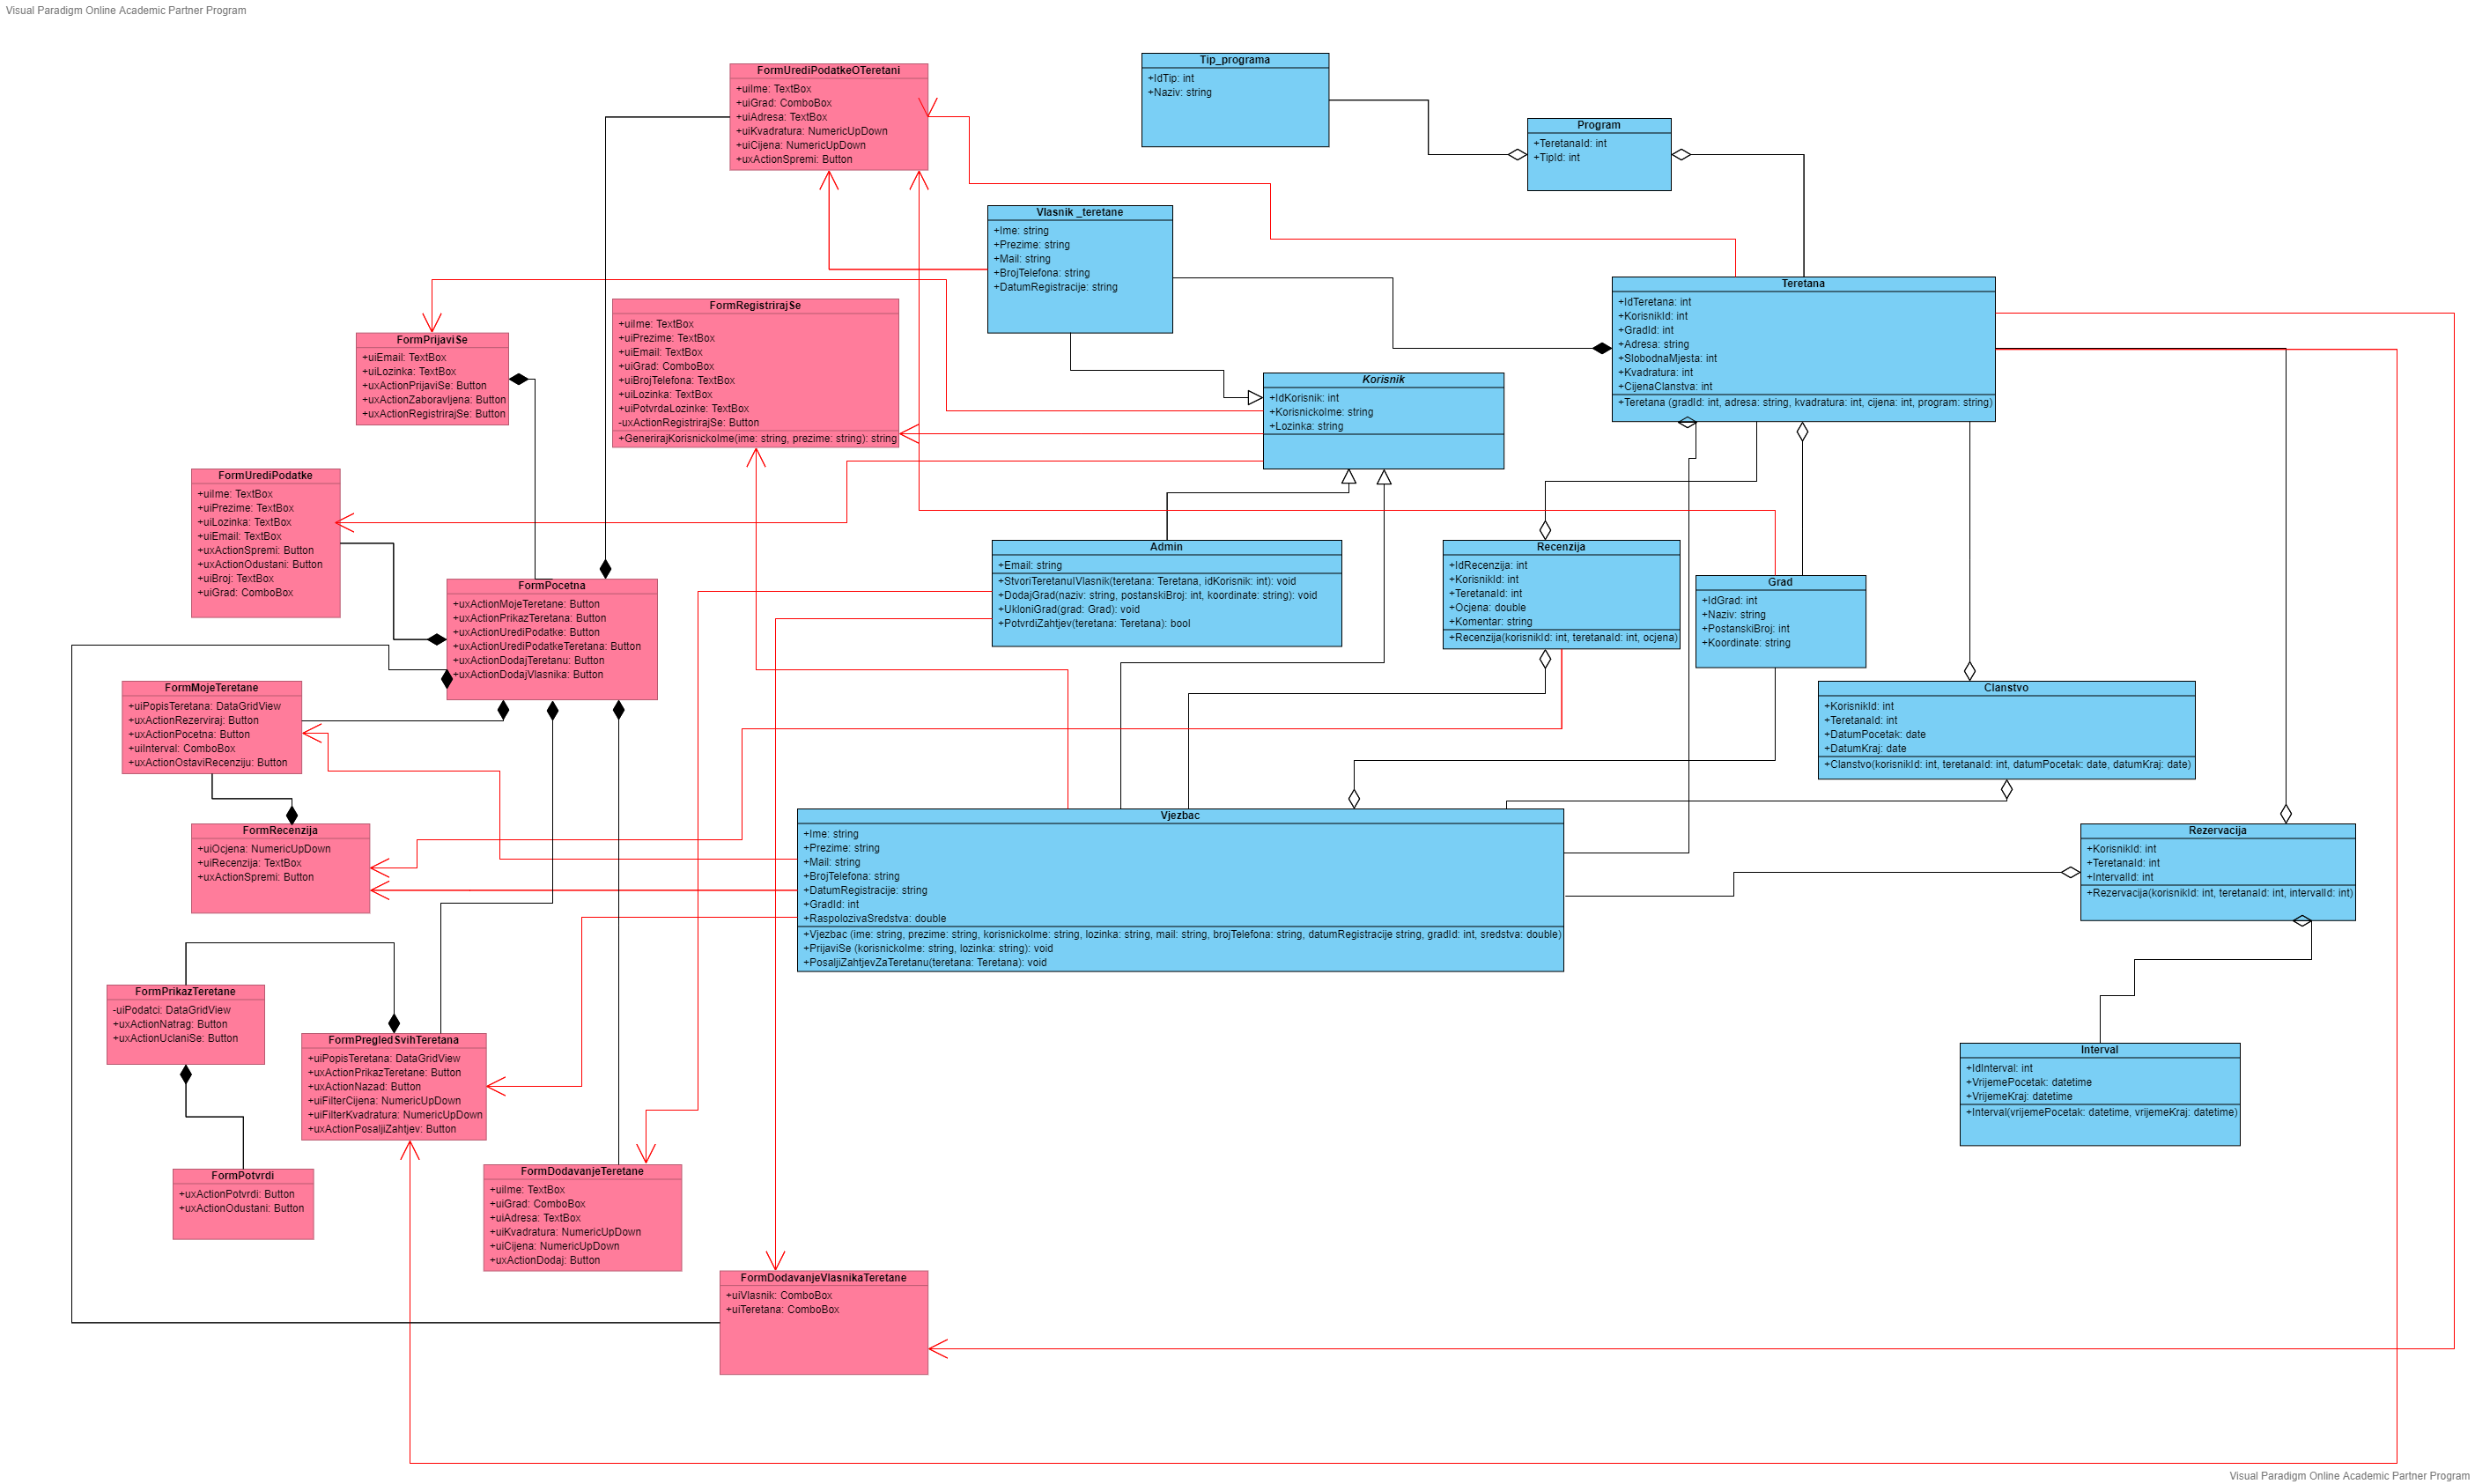 Visual Paradigm Online Academic Partner Program
Tip_programa
+IdTip: int
+Naziv: string
FormUrediPodatkeOTeretani
+uiIme: TextBox
+uiGrad: ComboBox
+uiAdresa: TextBox
+uiKvadratura: NumericUpDown
+uiCijena: NumericUpDown
+uxActionSpremi: Button
Program
+TeretanaId: int
+TipId: int
Vlasnik _teretane
+Ime: string
+Prezime: string
+Mail: string
+BrojTelefona: string
+DatumRegistracije: string
Teretana
+IdTeretana: int
+KorisnikId: int
+GradId: int
+Adresa: string
+SlobodnaMjesta: int
+Kvadratura: int
+CijenaClanstva: int
+Teretana (gradId: int, adresa: string, kvadratura: int, cijena: int, program: string)
FormRegistrirajSe
+uiIme: TextBox
+uiPrezime: TextBox
+uiEmail: TextBox
+uiGrad: ComboBox
+uiBrojTelefona: TextBox
+uiLozinka: TextBox
+uiPotvrdaLozinke: TextBox
-uxActionRegistrirajSe: Button
+GenerirajKorisnickoIme(ime: string, prezime: string): string
FormPrijaviSe
+uiEmail: TextBox
+uiLozinka: TextBox
+uxActionPrijaviSe: Button
+uxActionZaboravljena: Button
+uxActionRegistrirajSe: Button
Korisnik
+IdKorisnik: int
+KorisnickoIme: string
+Lozinka: string
FormUrediPodatke
+uiIme: TextBox
+uiPrezime: TextBox
+uiLozinka: TextBox
+uiEmail: TextBox
+uxActionSpremi: Button
+uxActionOdustani: Button
+uiBroj: TextBox
+uiGrad: ComboBox
Admin
+Email: string
+StvoriTeretanuIVlasnik(teretana: Teretana, idKorisnik: int): void
+DodajGrad(naziv: string, postanskiBroj: int, koordinate: string): void
+UkloniGrad(grad: Grad): void
+PotvrdiZahtjev(teretana: Teretana): bool
Recenzija
+IdRecenzija: int
+KorisnikId: int
+TeretanaId: int
+Ocjena: double
+Komentar: string
+Recenzija(korisnikId: int, teretanaId: int, ocjena)
Grad
+IdGrad: int
+Naziv: string
+PostanskiBroj: int
+Koordinate: string
FormPocetna
+uxActionMojeTeretane: Button
+uxActionPrikazTeretana: Button
+uxActionUrediPodatke: Button
+uxActionUrediPodatkeTeretana: Button
+uxActionDodajTeretanu: Button
+uxActionDodajVlasnika: Button
FormMojeTeretane
+uiPopisTeretana: DataGridView
+uxActionRezerviraj: Button
+uxActionPocetna: Button
+uiInterval: ComboBox
+uxActionOstaviRecenziju: Button
Clanstvo
+KorisnikId: int
+TeretanaId: int
+DatumPocetak: date
+DatumKraj: date
+Clanstvo(korisnikId: int, teretanaId: int, datumPocetak: date, datumKraj: date)
Vjezbac
+Ime: string
+Prezime: string
+Mail: string
+BrojTelefona: string
+DatumRegistracije: string
+GradId: int
+RaspolozivaSredstva: double
+Vjezbac (ime: string, prezime: string, korisnickoIme: string, lozinka: string, mail: string, brojTelefona: string, datumRegistracije string, gradId: int, sredstva: double)
+PrijaviSe (korisnickoIme: string, lozinka: string): void
+PosaljiZahtjevZaTeretanu(teretana: Teretana): void
FormRecenzija
+uiOcjena: NumericUpDown
+uiRecenzija: TextBox
+uxActionSpremi: Button
Rezervacija
+KorisnikId: int
+TeretanaId: int
+IntervalId: int
+Rezervacija(korisnikId: int, teretanaId: int, intervalId: int)
FormPrikazTeretane
-uiPodatci: DataGridView
+uxActionNatrag: Button
+uxActionUclaniSe: Button
FormPregledSvihTeretana
+uiPopisTeretana: DataGridView
+uxActionPrikazTeretane: Button
+uxActionNazad: Button
+uiFilterCijena: NumericUpDown
+uiFilterKvadratura: NumericUpDown
+uxActionPosaljiZahtjev: Button
Interval
+IdInterval: int
+VrijemePocetak: datetime
+VrijemeKraj: datetime
+Interval(vrijemePocetak: datetime, vrijemeKraj: datetime)
FormPotvrdi
+uxActionPotvrdi: Button
+uxActionOdustani: Button
FormDodavanjeTeretane
+uiIme: TextBox
+uiGrad: ComboBox
+uiAdresa: TextBox
+uiKvadratura: NumericUpDown
+uiCijena: NumericUpDown
+uxActionDodaj: Button
FormDodavanjeVlasnikaTeretane
+uiVlasnik: ComboBox
+uiTeretana: ComboBox
Visual Paradigm Online Academic Partner Program